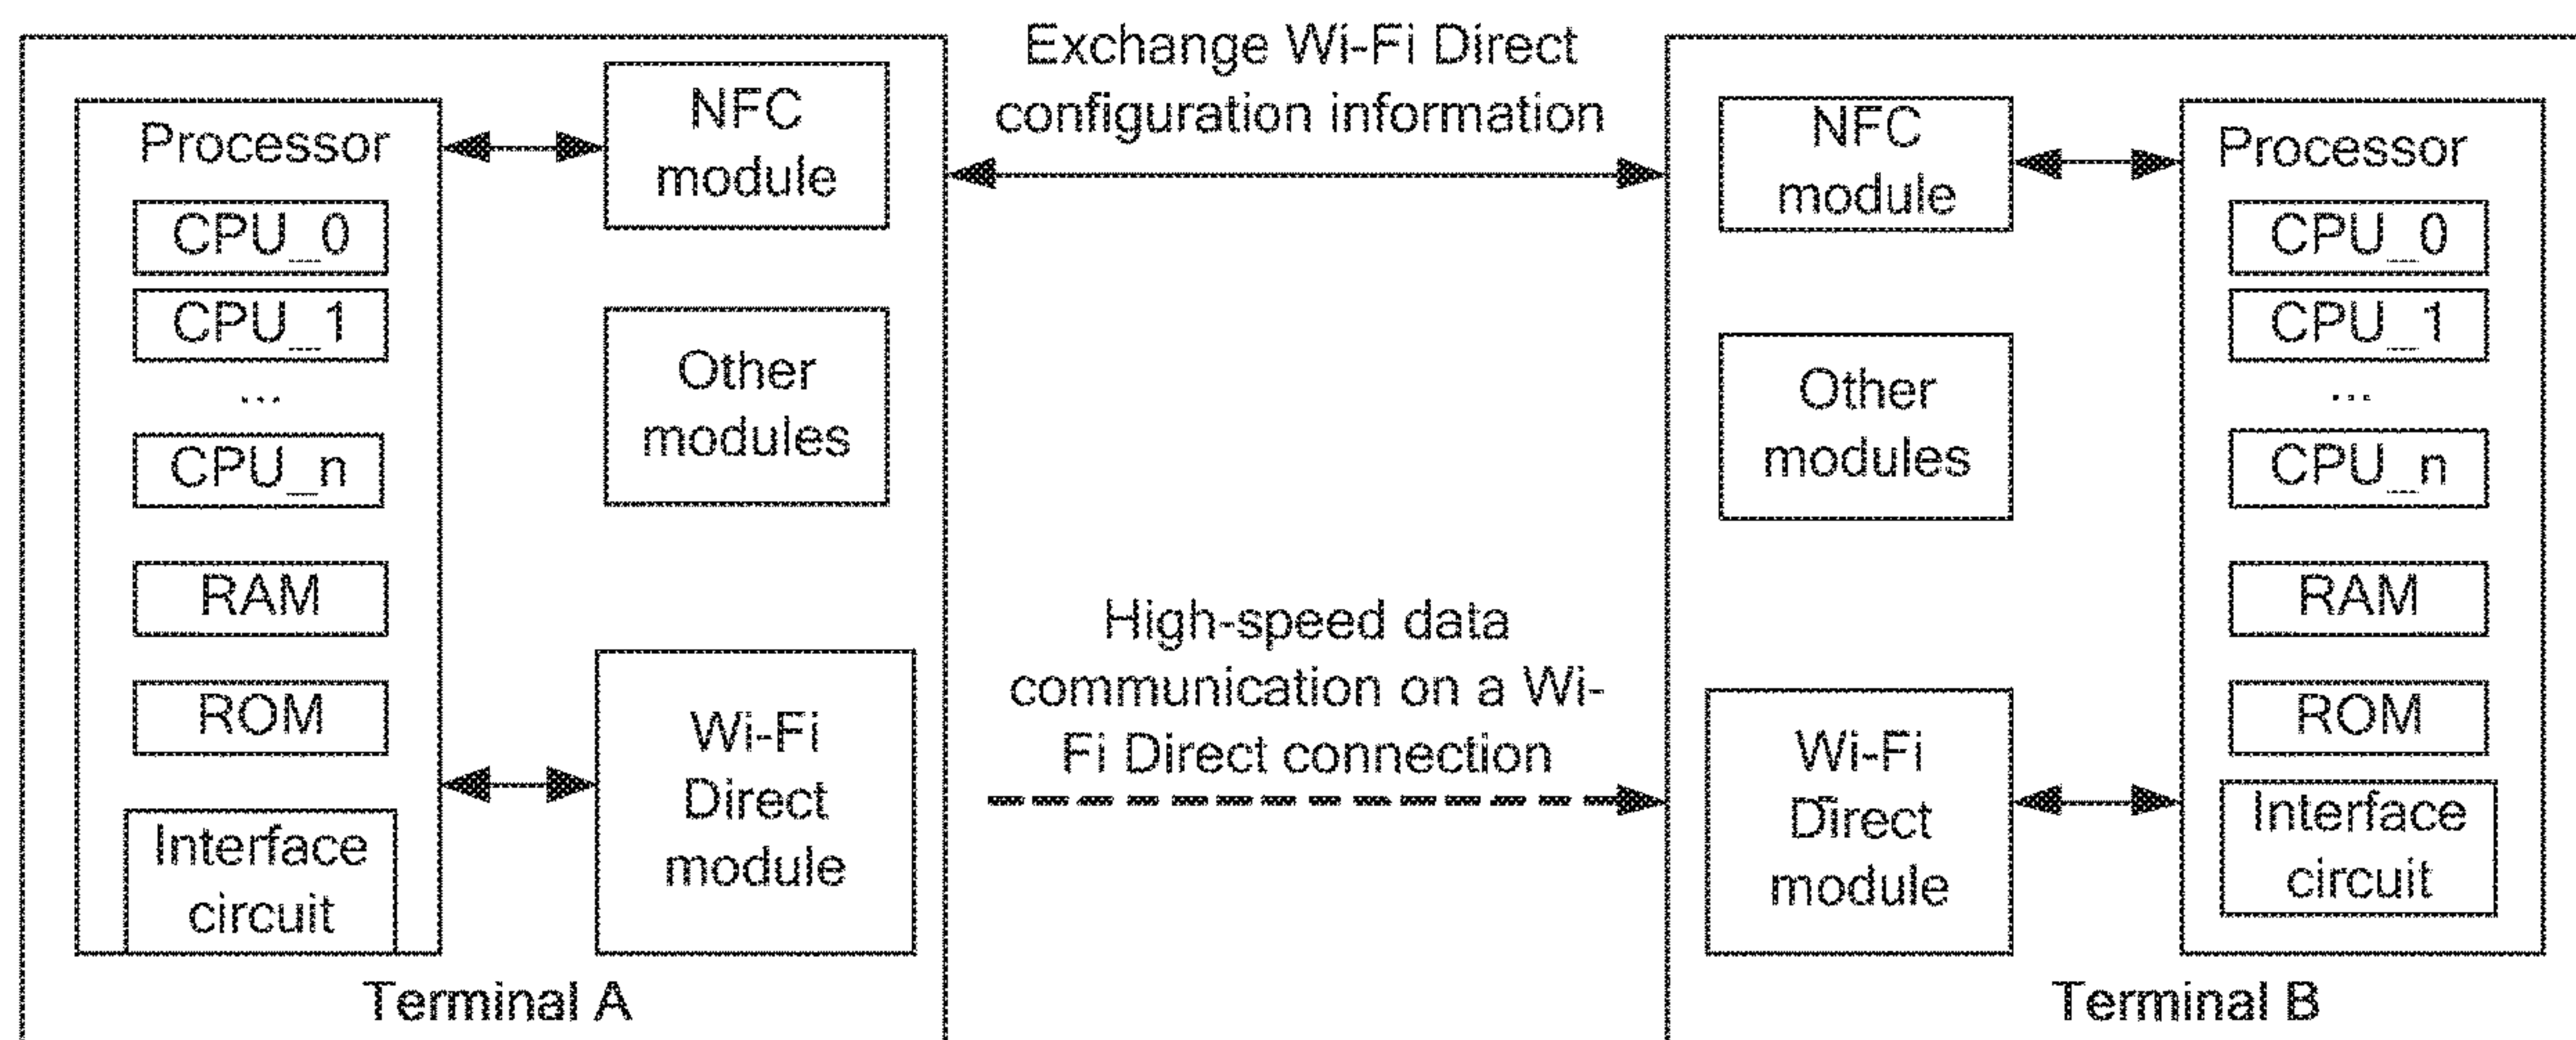 Processor
CPU_0
CPU_1
...
CPU_n
RAM
ROM
Interface
circuit
NFC
module
Other
modules
Wi-Fi
Direct
module
Terminal A
Exchange Wi-Fi Direct
configuration information
High-speed data
communication on a Wi-
Fi Direct connection
NFC
module
Other
modules
Wi-Fi
Direct
module
Processor
CPU_0
CPU_1
...
CPU_n
RAM
ROM
Interface
circuit
Terminal B